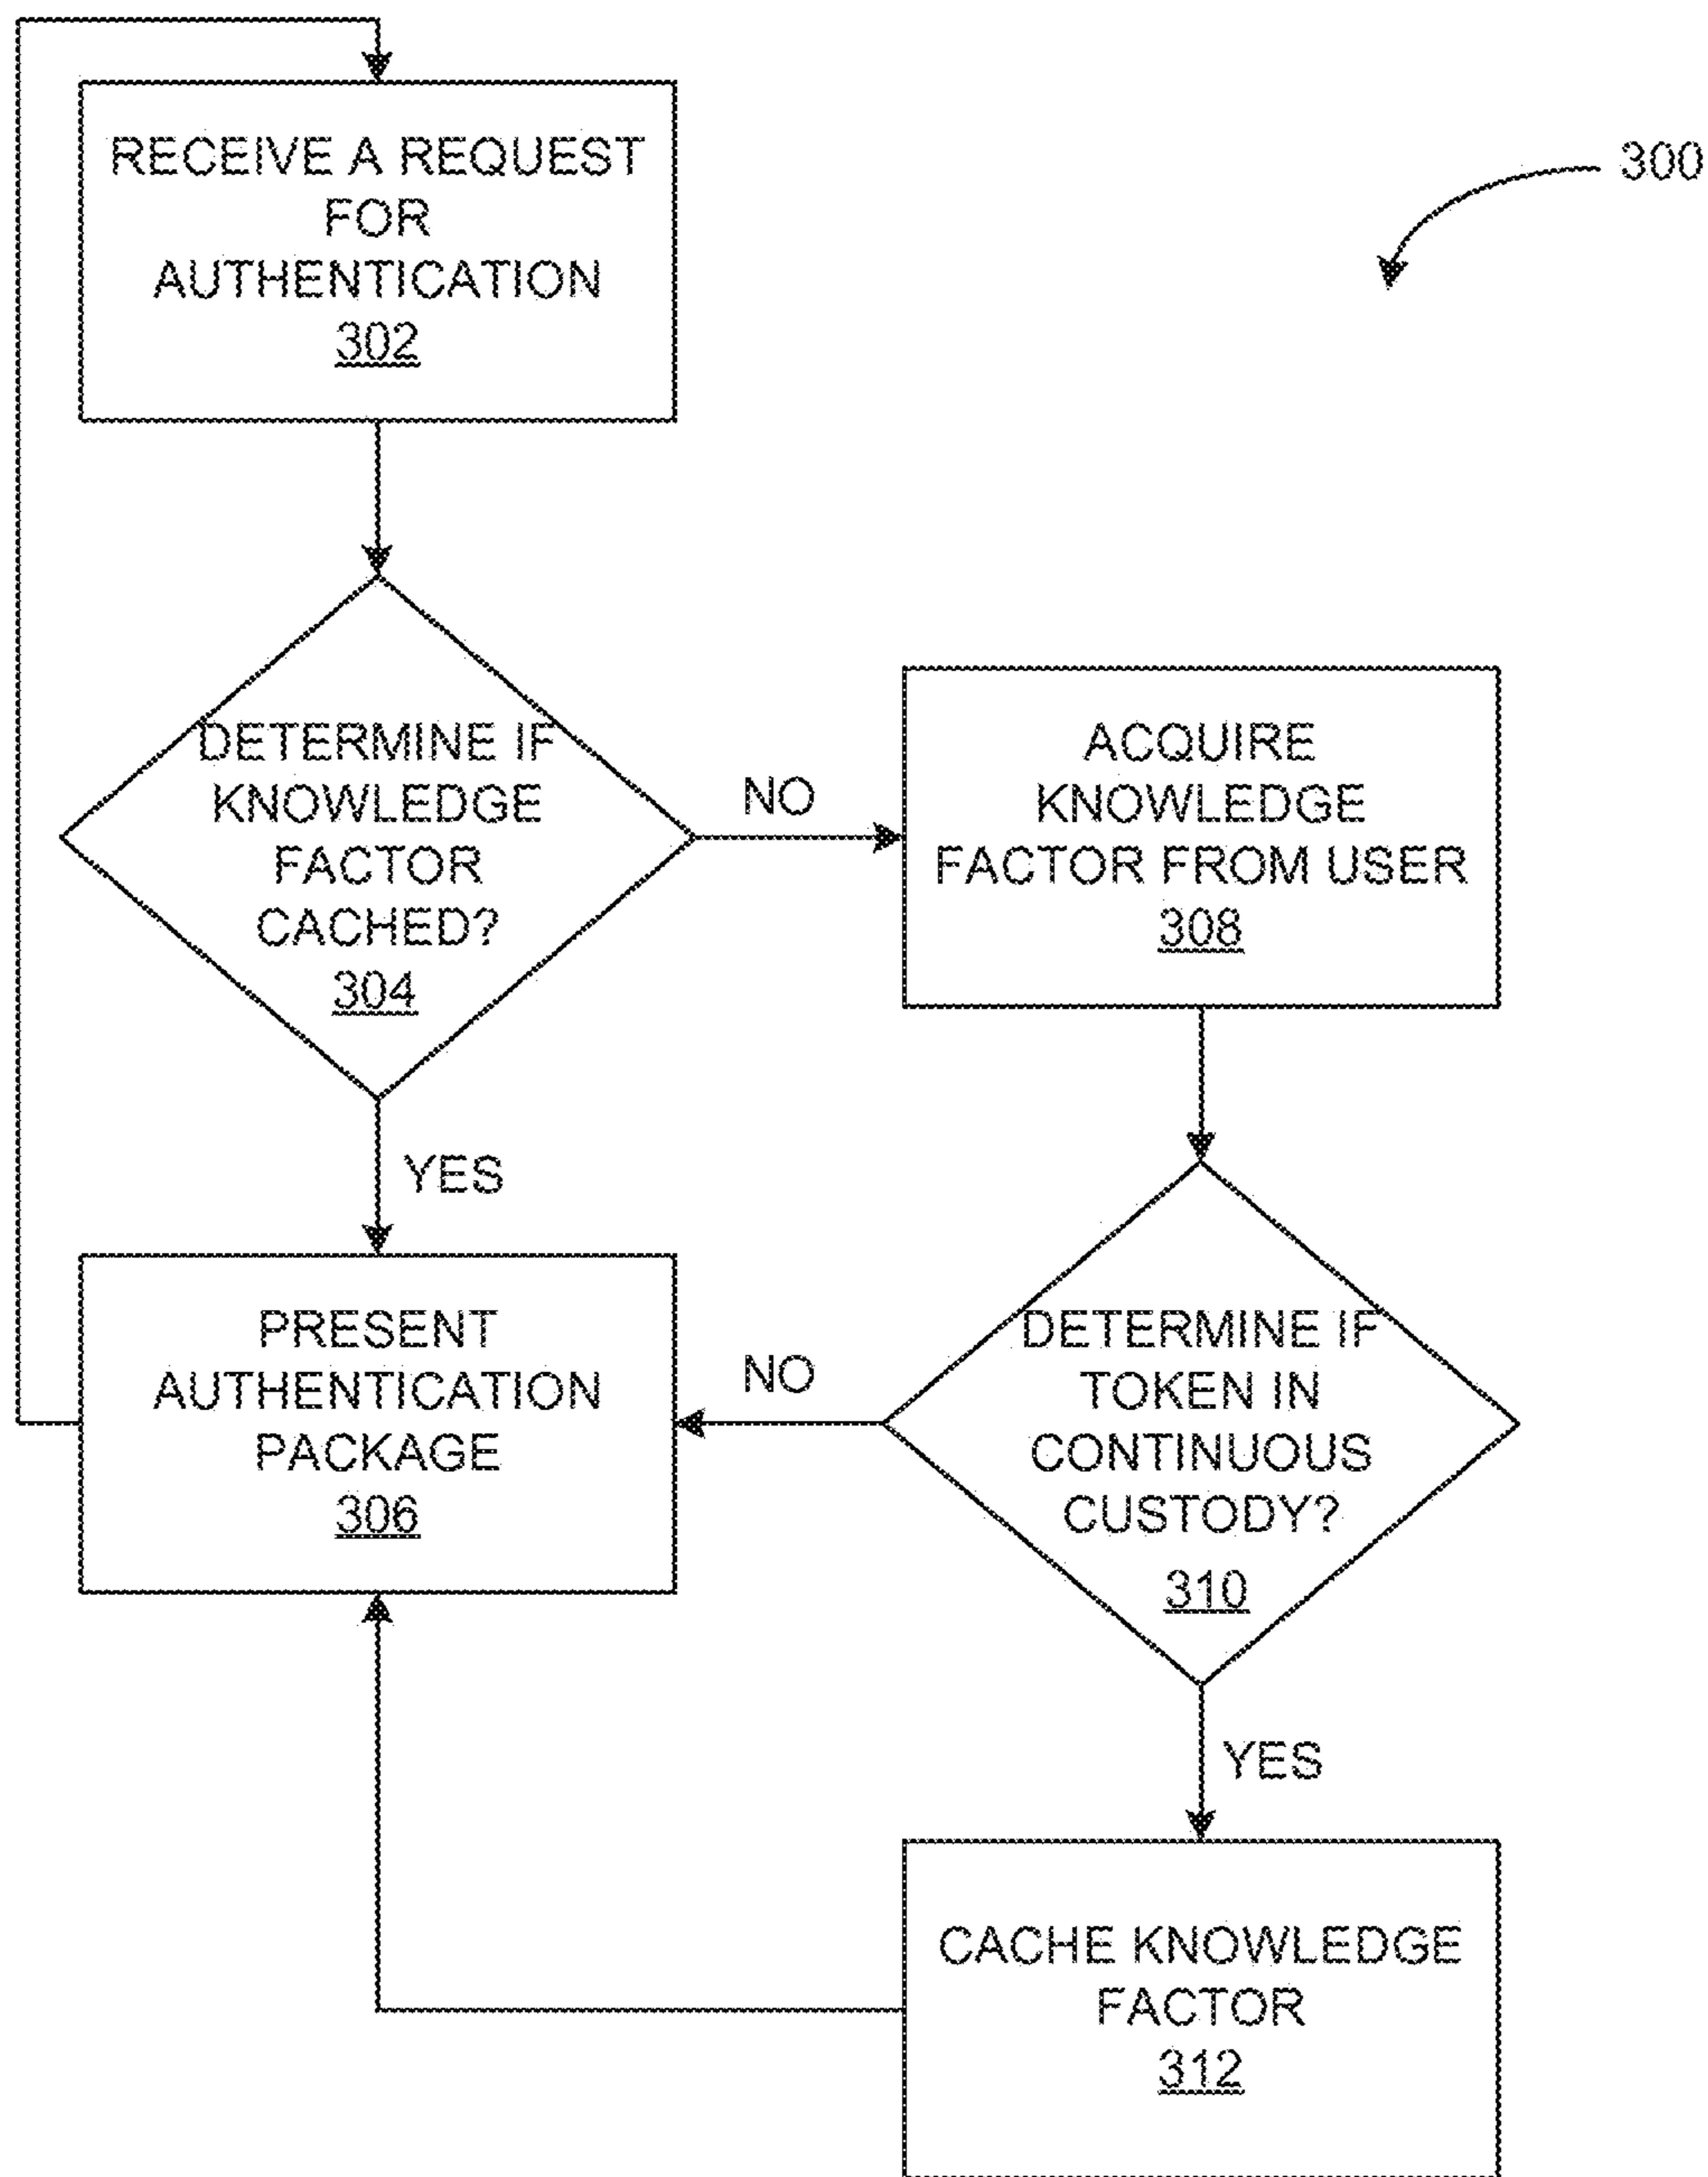 RECEIVE A REQUEST
FOR
AUTHENTICATION
302
300
DETERMINE IF
KNOWLEDGE
FACTOR
CACHED?
304
NO
ACQUIRE
KNOWLEDGE
FACTOR FROM USER
308
YES
PRESENT
AUTHENTICATION
PACKAGE
306
NO
DETERMINE IF
TOKEN IN
CONTINUOUS
CUSTODY?
310
YES
CACHE KNOWLEDGE
FACTOR
312